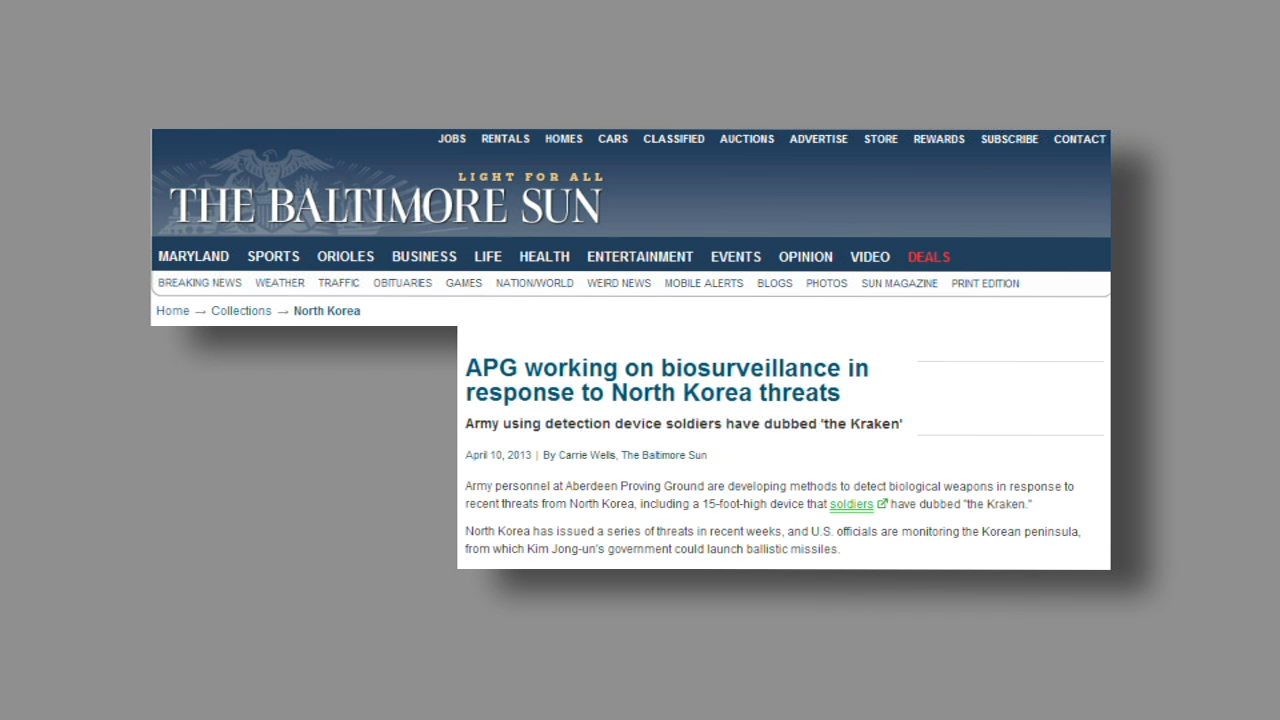 JOBS RENTALS HOMES CARS CLASSIFIED AUCTIONS ADVERTISE STORE REWARDS SUBSCRIBE CONTACT
LIGHT FOR ALL
THE BALTIMORE SUN
MARYLAND SPORTS ORIOLES BUSINESS LIFE HEALTH ENTERTAINMENT EVENTS OPINION VIDEO DEALS
BREAKING NEWS WEATHER TRAFFIC OBITUARIES GAMES NATION/WORLD WEIRD NEWS MOBILE ALERTS BLOGS PHOTOS SUN MAGAZINE PRINT EDITION
Home → Collections → North Korea
APG working on biosurveillance in
response to North Korea threats
Army using detection device soldiers have dubbed 'the Kraken'
April 10, 2013 | By Carrie Wells, The Baltimore Sun
Army personnel at Aberdeen Proving Ground are developing methods to detect biological weapons in response to
recent threats from North Korea, including a 15-foot-high device that soldiers have dubbed "the Kraken."
North Korea has issued a series of threats in recent weeks, and U.S. officials are monitoring the Korean peninsula,
from which Kim Jong-un's government could launch ballistic missiles.